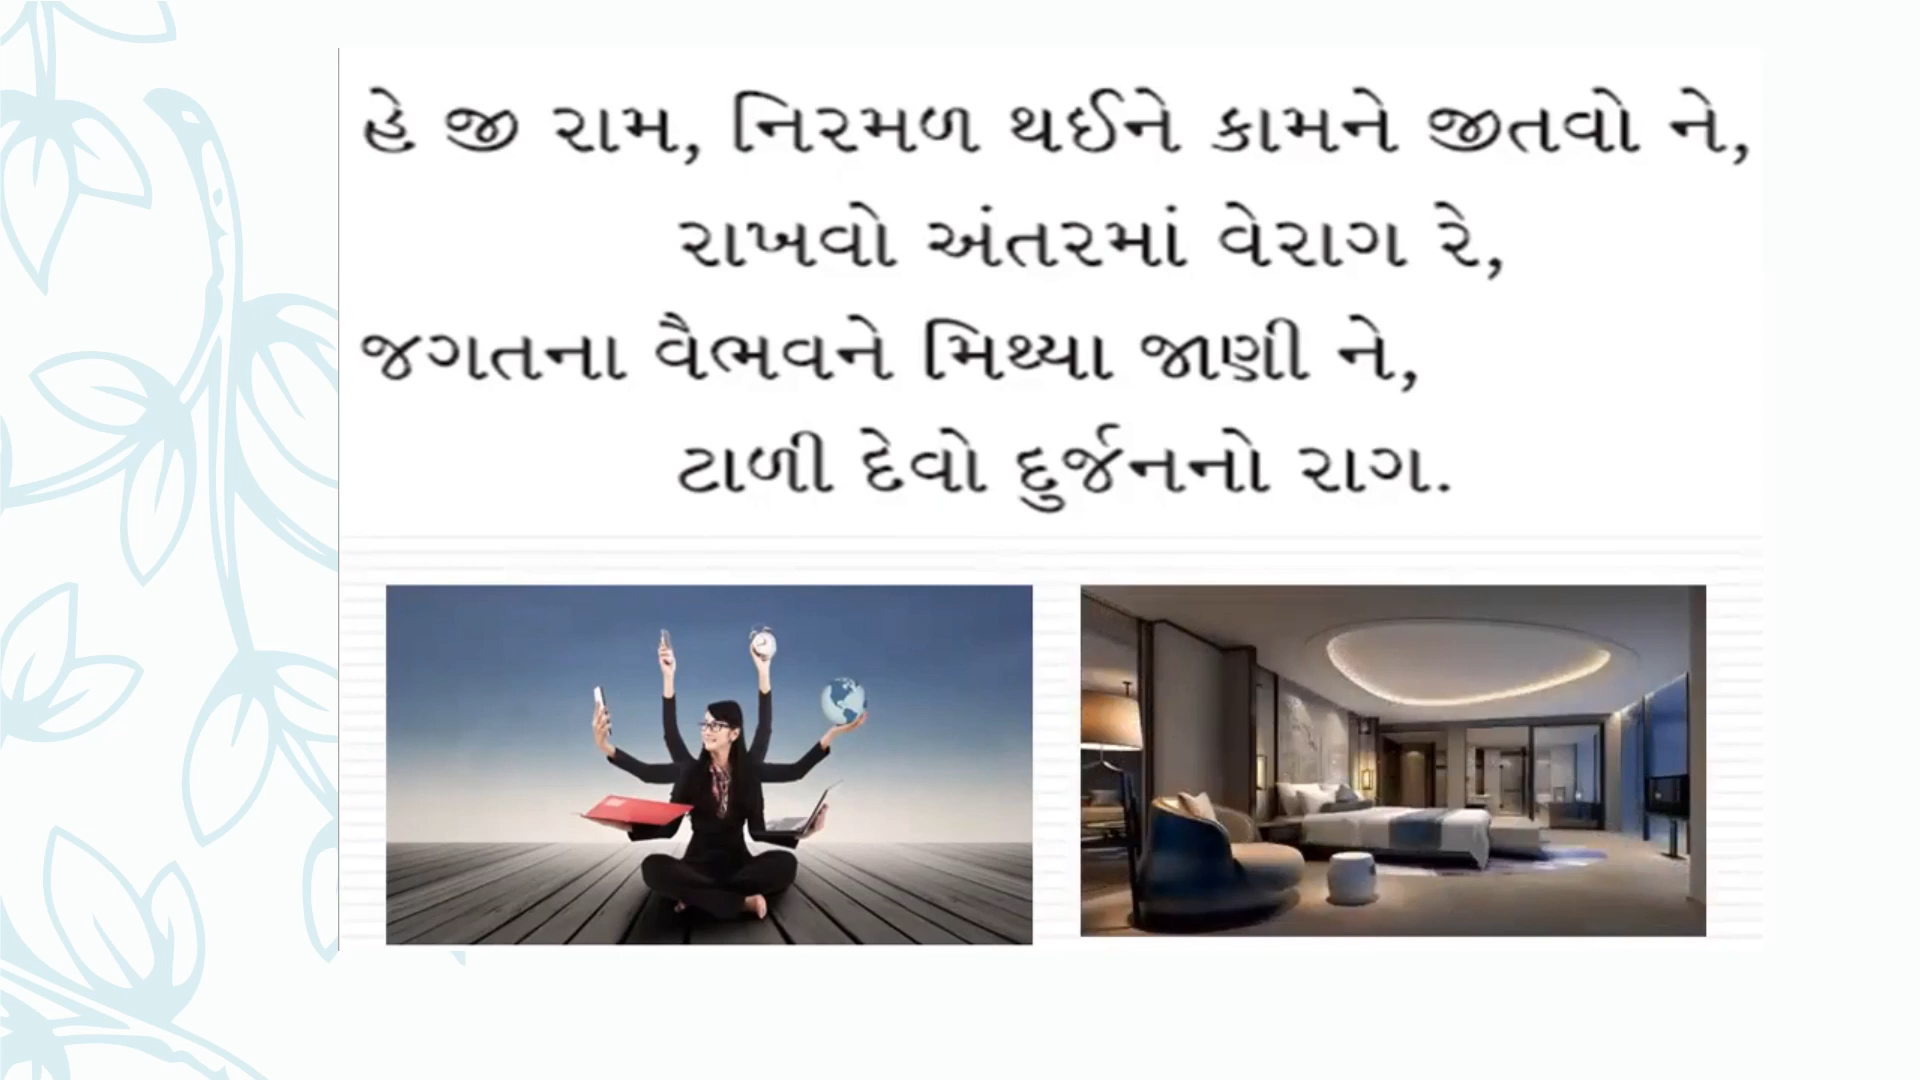 હે જી રામ, નિરમળ થઈને કામને જીતવો ને,
રાખવો અંતરમાં વેરાગ રે,
જગતના વૈભવને મિથ્યા જાણી ને,
ટાળી દેવો દુર્જનનો રાગ.